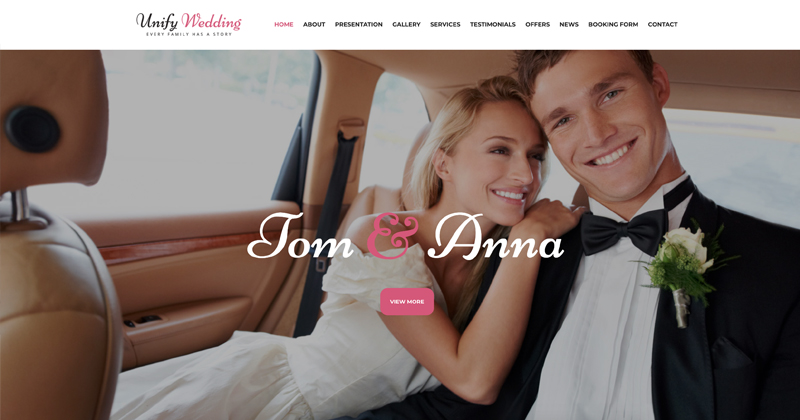 Unify Wedding
EVERY FAMILY HAS A STORY
HOME ABOUT PRESENTATION GALLERY SERVICES TESTIMONIALS OFFERS NEWS BOOKING FORM CONTACT
Tom & Anna
VIEW MORE